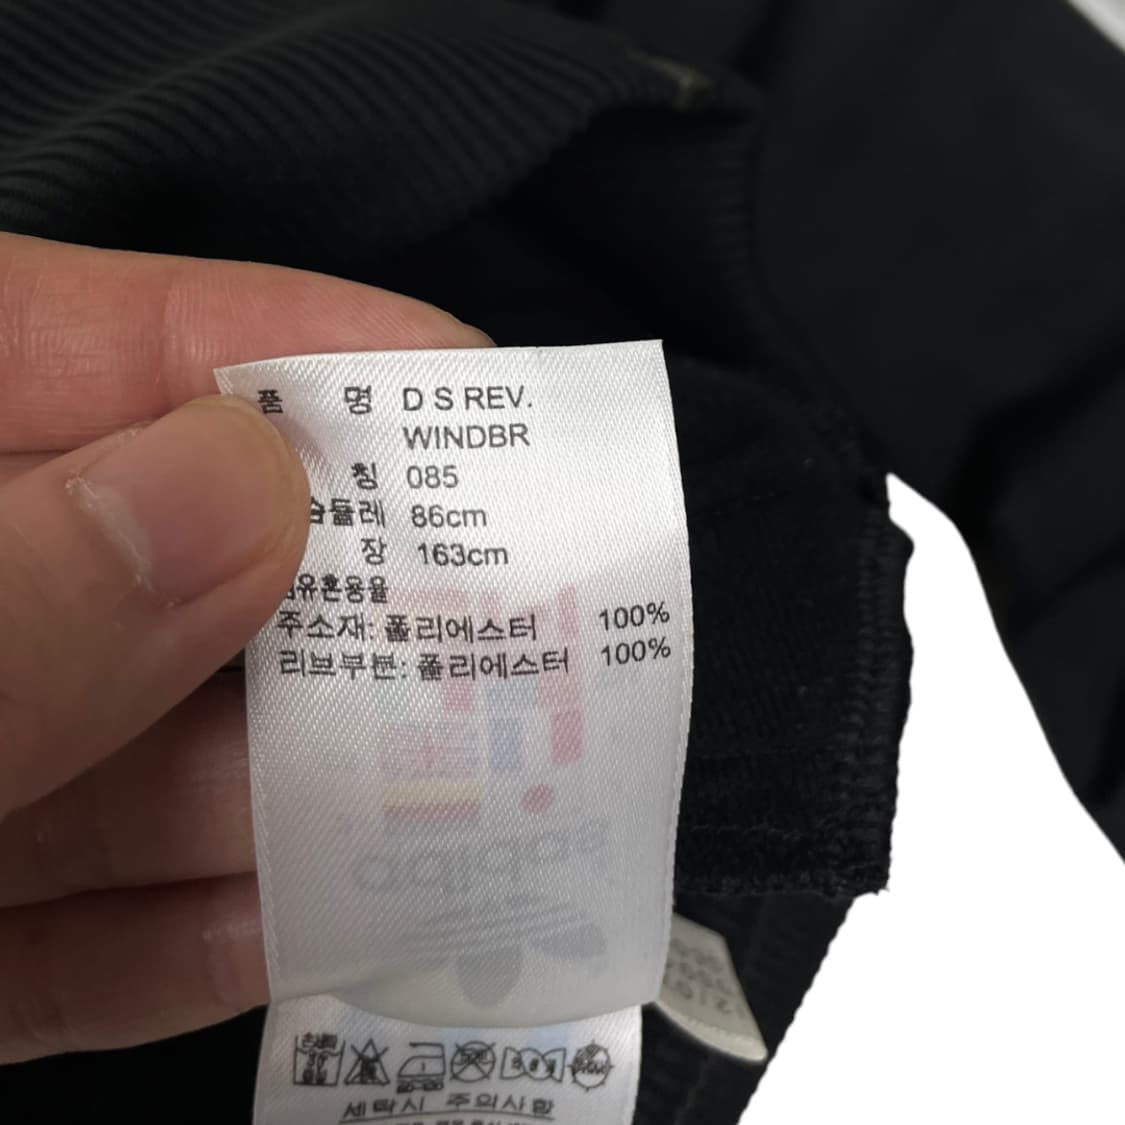 품 명 D S REV.
WINDBR
칭 085
슴둘레 86cm
장 163cm
유혼용율
주소재: 폴리에스터 100%
리브부분: 폴리에스터 100%
adidas
세탁시 주의사항